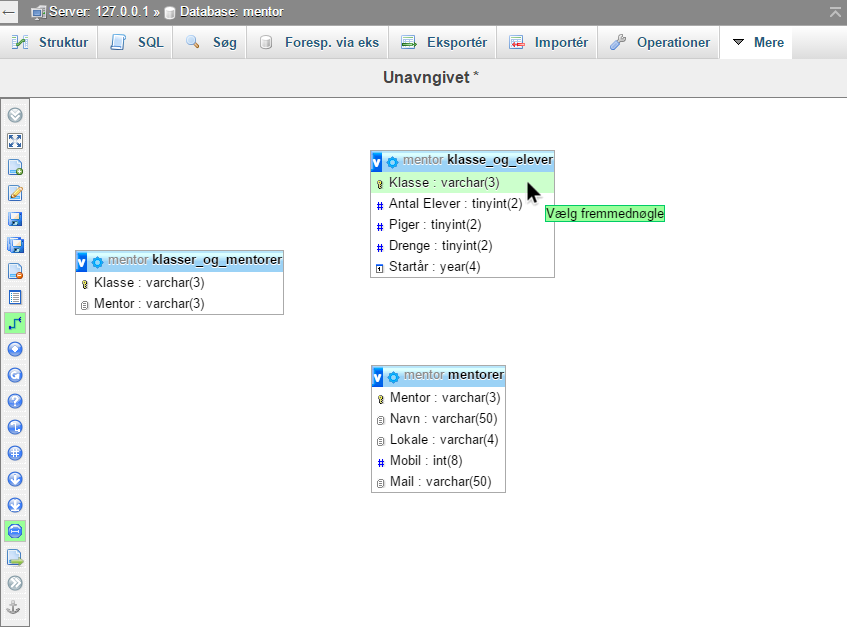 Server: 127.0.0.1 » Database: mentor
Struktur SQL Søg Foresp. via eks Eksportér Importér Operationer Mere
Unavngivet *
mentor klasse_og_elever
Klasse : varchar(3)
Antal Elever : tinyint(2)
Piger : tinyint(2)
Drenge : tinyint(2)
Startår : year(4)
Vælg fremmednøgle
mentor klasser_og_mentorer
Klasse : varchar(3)
Mentor : varchar(3)
mentor mentorer
Mentor : varchar(3)
Navn : varchar(50)
Lokale : varchar(4)
Mobil : int(8)
Mail : varchar(50)